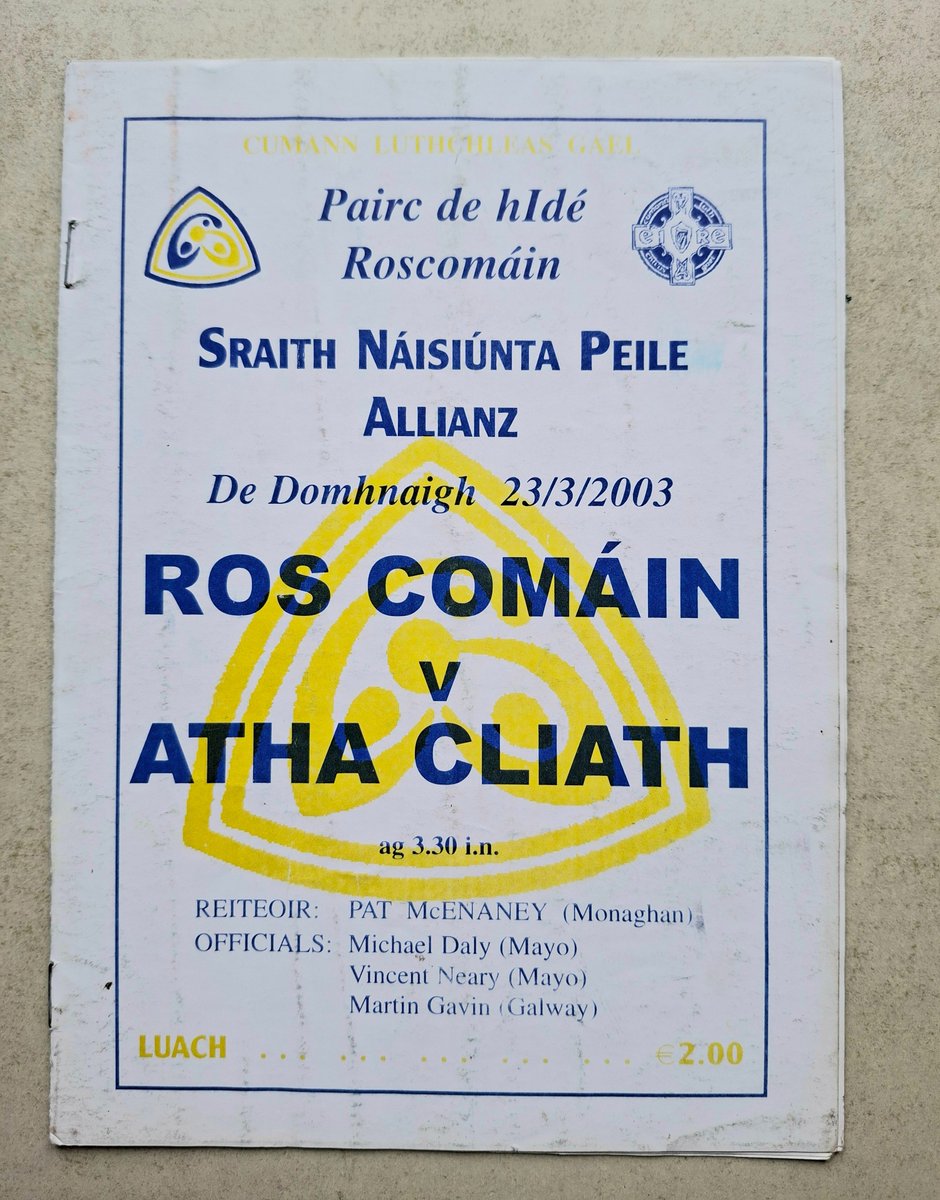 CUMANN LUTHCHLEAS GAEL
Pairc de hIdé
Roscomáin
EIRE
SRAITH NÁISIÚNTA PEILE
ALLIANZ
De Domhnaigh 23/3/2003
ROS COMÁIN
v
ATHA CLIATH
ag 3.30 i.n.
REITEOIR: PAT McENANEY (Monaghan)
OFFICIALS: Michael Daly (Mayo)
Vincent Neary (Mayo)
Martin Gavin (Galway)
LUACH ... ... ... ... ... €2.00